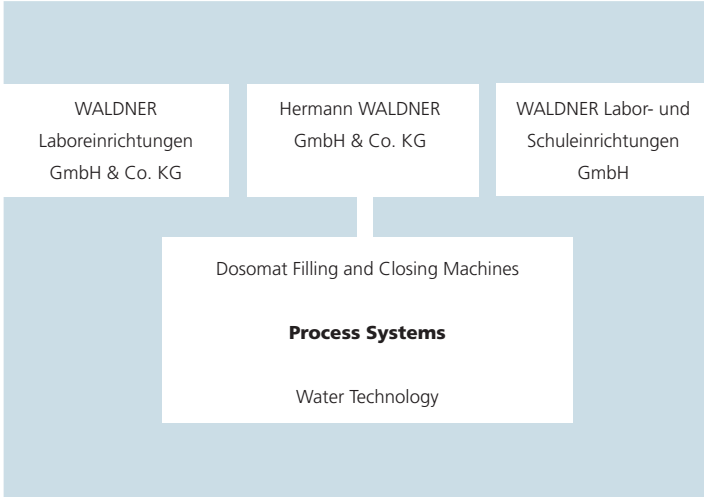 WALDNER
Laboreinrichtungen
GmbH & Co. KG
Hermann WALDNER
GmbH & Co. KG
WALDNER Labor- und
Schuleinrichtungen
GmbH
Dosomat Filling and Closing Machines
Process Systems
Water Technology